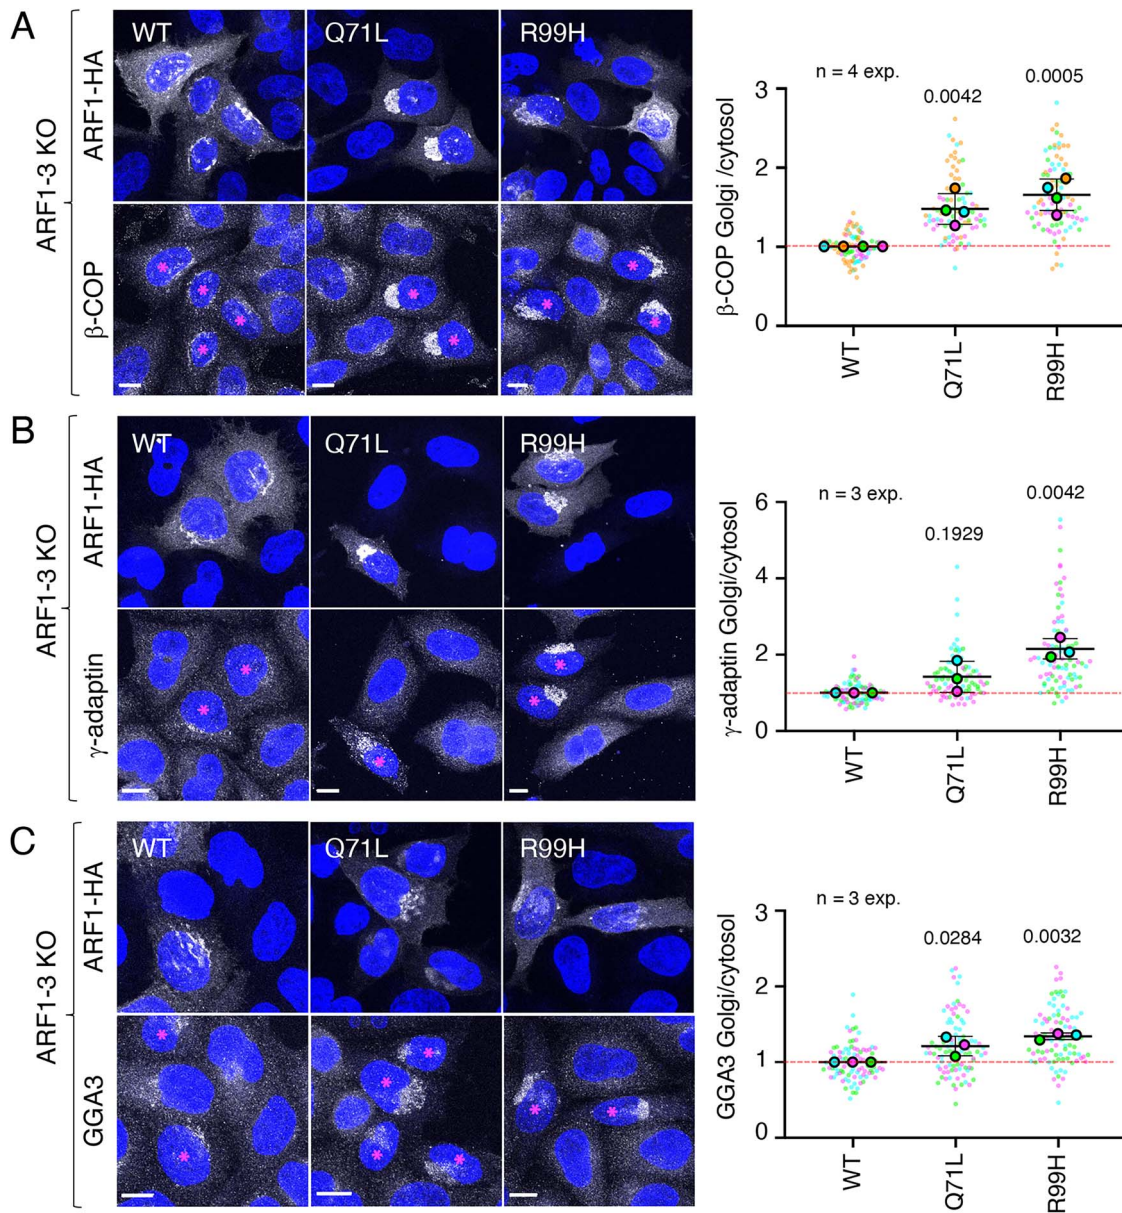 A
ARF1-3 KO
ARF1-HA
WT
Q71L
R99H
β-COP
*
*
*
*
*
*
*
*
*
β-COP Golgi /cytosol
n = 4 exp.
0.0042
0.0005
3
2
1
0
WT
Q71L
R99H
B
ARF1-3 KO
ARF1-HA
WT
Q71L
R99H
γ-adaptin
*
*
*
*
*
γ-adaptin Golgi/cytosol
n = 3 exp.
0.1929
0.0042
6
4
2
0
WT
Q71L
R99H
C
ARF1-3 KO
ARF1-HA
WT
Q71L
R99H
GGA3
*
*
*
*
*
*
*
*
GGA3 Golgi/cytosol
n = 3 exp.
0.0284
0.0032
3
2
1
0
WT
Q71L
R99H